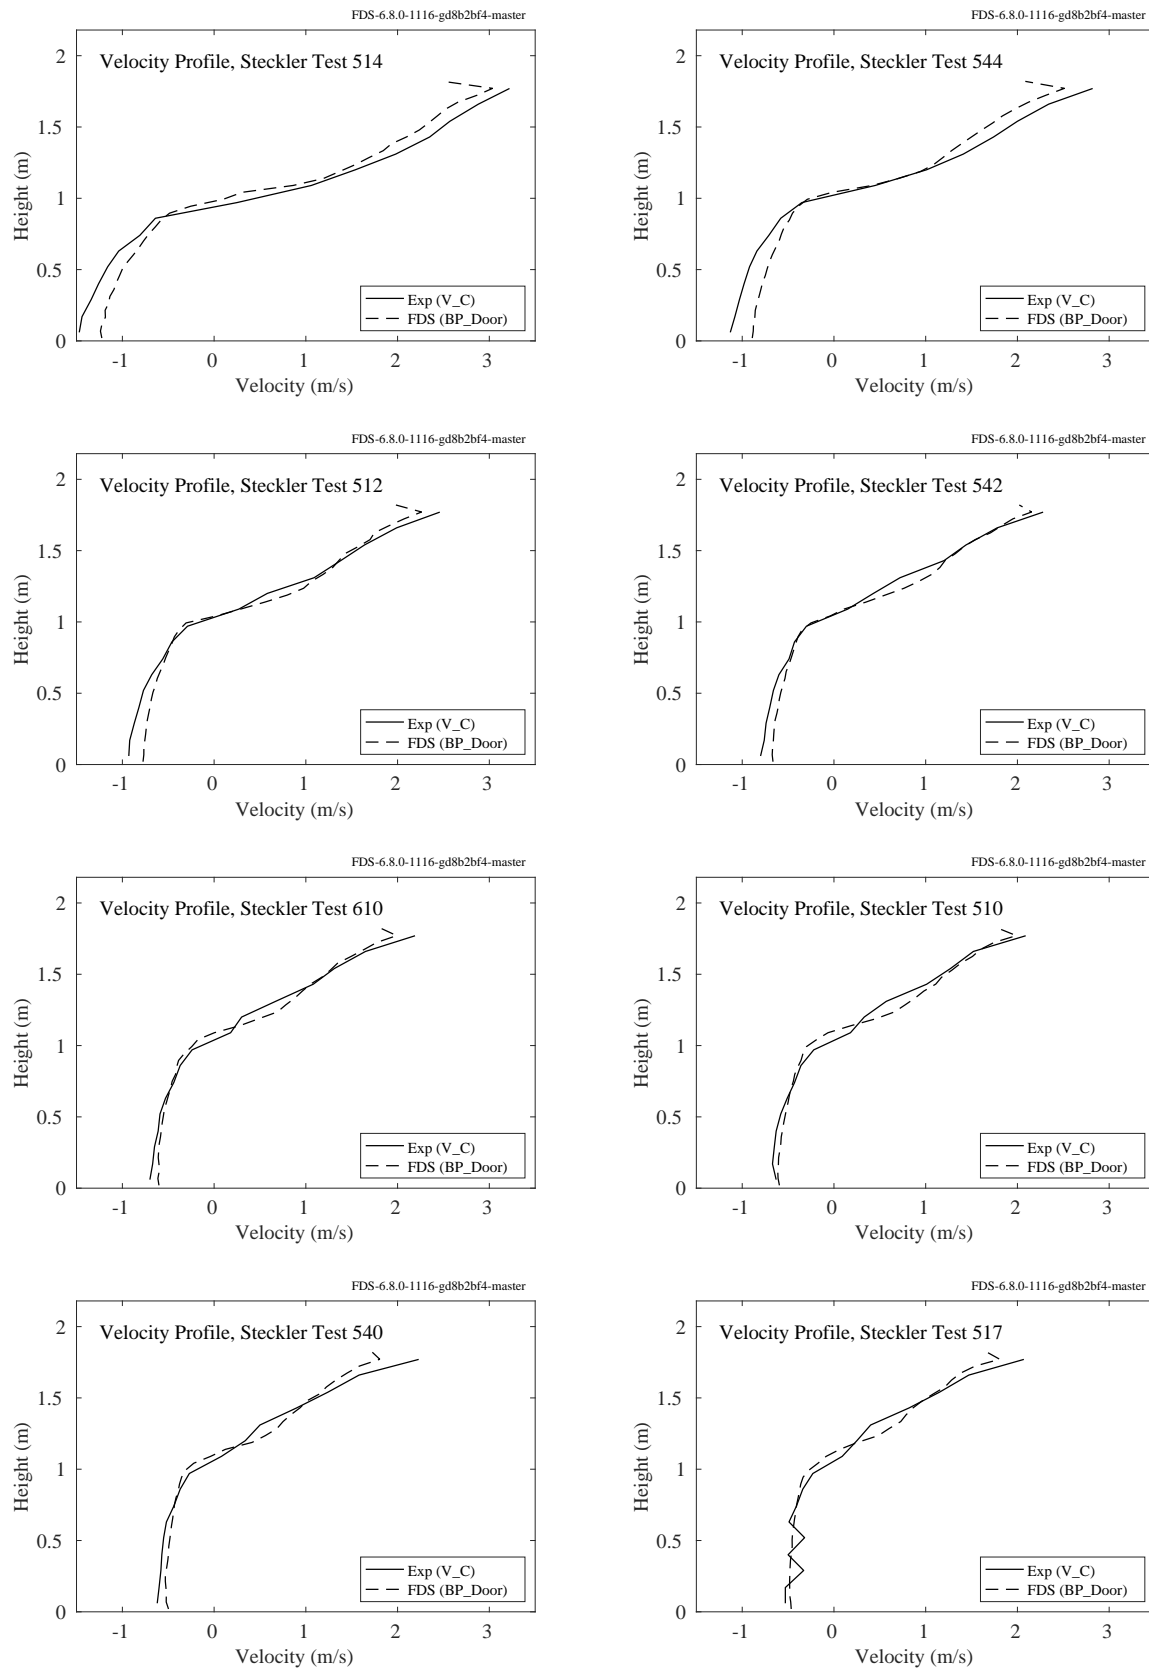 FDS-6.8.0-1116-gd8b2bf4-master
Velocity Profile, Steckler Test 514
2
1.5
1
0.5
0
Height (m)
Exp (V_C)
FDS (BP_Door)
-1 0 1 2 3
Velocity (m/s)
FDS-6.8.0-1116-gd8b2bf4-master
Velocity Profile, Steckler Test 544
2
1.5
1
0.5
0
Height (m)
Exp (V_C)
FDS (BP_Door)
-1 0 1 2 3
Velocity (m/s)
FDS-6.8.0-1116-gd8b2bf4-master
Velocity Profile, Steckler Test 512
2
1.5
1
0.5
0
Height (m)
Exp (V_C)
FDS (BP_Door)
-1 0 1 2 3
Velocity (m/s)
FDS-6.8.0-1116-gd8b2bf4-master
Velocity Profile, Steckler Test 542
2
1.5
1
0.5
0
Height (m)
Exp (V_C)
FDS (BP_Door)
-1 0 1 2 3
Velocity (m/s)
FDS-6.8.0-1116-gd8b2bf4-master
Velocity Profile, Steckler Test 610
2
1.5
1
0.5
0
Height (m)
Exp (V_C)
FDS (BP_Door)
-1 0 1 2 3
Velocity (m/s)
FDS-6.8.0-1116-gd8b2bf4-master
Velocity Profile, Steckler Test 510
2
1.5
1
0.5
0
Height (m)
Exp (V_C)
FDS (BP_Door)
-1 0 1 2 3
Velocity (m/s)
FDS-6.8.0-1116-gd8b2bf4-master
Velocity Profile, Steckler Test 540
2
1.5
1
0.5
0
Height (m)
Exp (V_C)
FDS (BP_Door)
-1 0 1 2 3
Velocity (m/s)
FDS-6.8.0-1116-gd8b2bf4-master
Velocity Profile, Steckler Test 517
2
1.5
1
0.5
0
Height (m)
Exp (V_C)
FDS (BP_Door)
-1 0 1 2 3
Velocity (m/s)